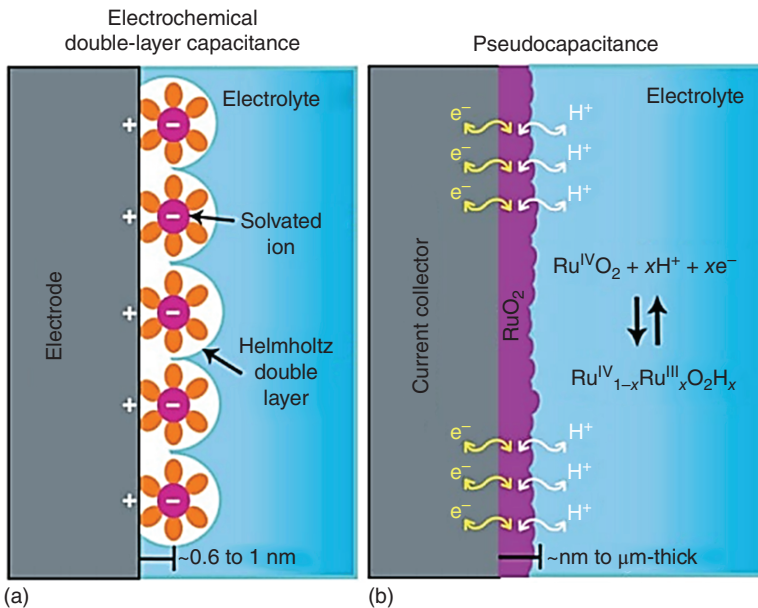 Electrochemical
double-layer capacitance
Electrolyte
+
−
+
−
Solvated
ion
+
−
Electrode
Helmholtz
double
layer
+
−
+
−
~0.6 to 1 nm
(a)
Pseudocapacitance
Electrolyte
e⁻ H⁺
e⁻ H⁺
e⁻ H⁺
Current collector
RuO₂
RuᴵⱽO₂ + xH⁺ + xe⁻
Ruᴵⱽ₁₋ₓRuᴵᴵᴵₓO₂Hₓ
e⁻ H⁺
e⁻ H⁺
e⁻ H⁺
~nm to μm-thick
(b)